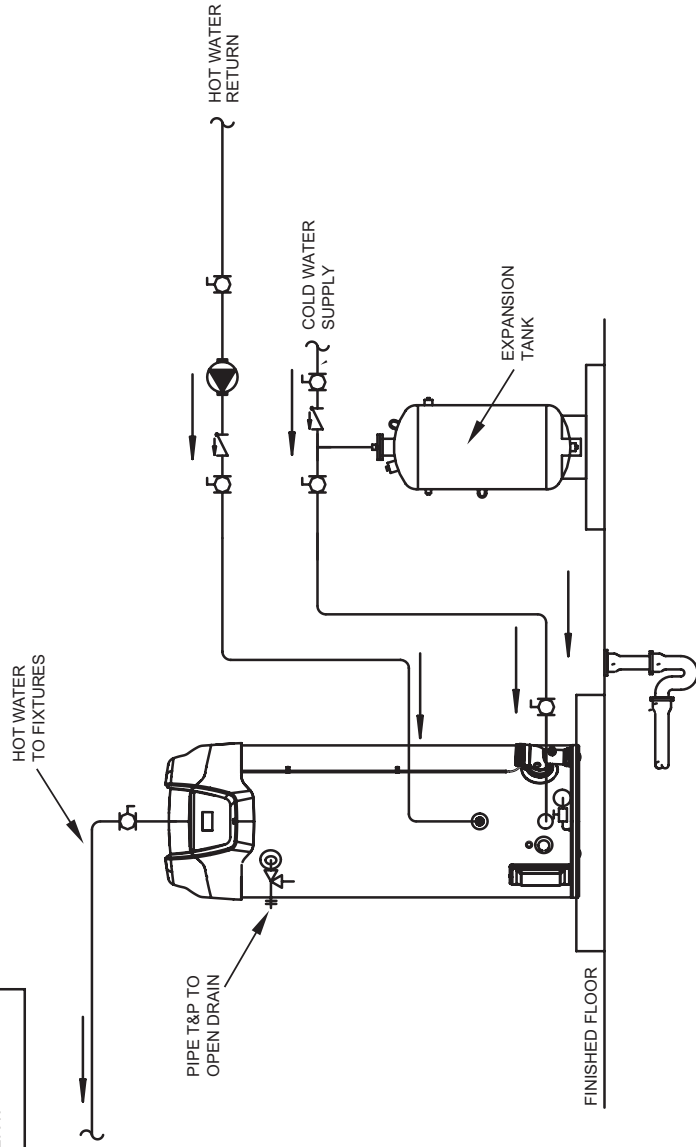 HOT WATER
TO FIXTURES
HOT WATER
RETURN
COLD WATER
SUPPLY
EXPANSION
TANK
PIPE T&P TO
OPEN DRAIN
FINISHED FLOOR